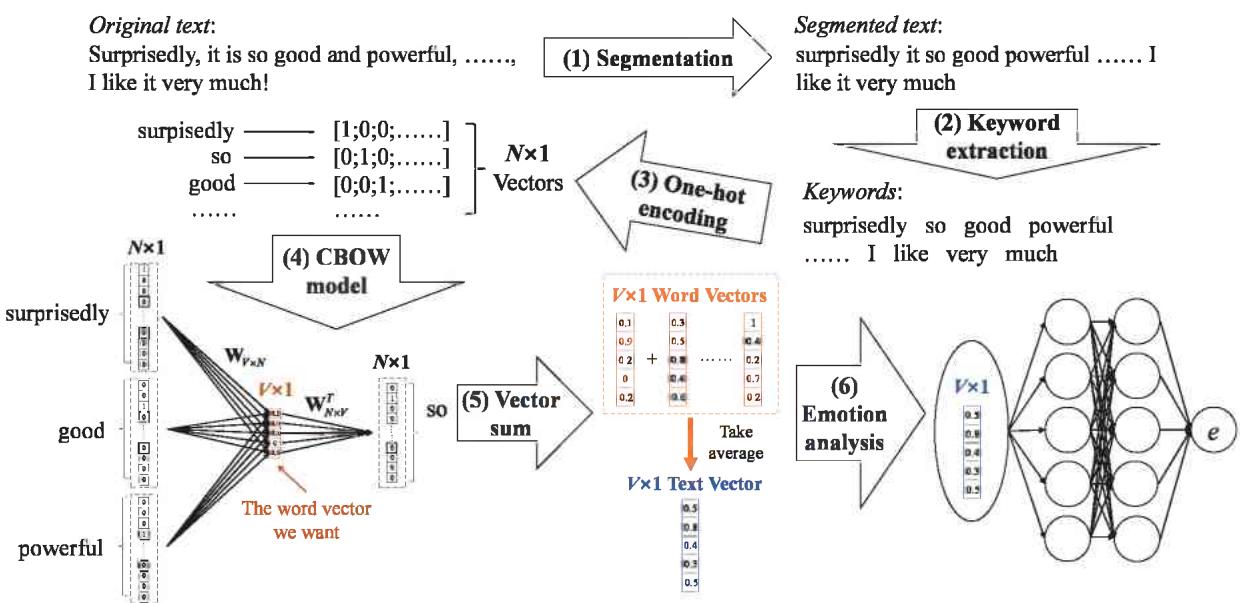 Original text:
Surprisedly, it is so good and powerful, ……,
I like it very much!
(1) Segmentation
Segmented text:
surprisedly it so good powerful …… I
like it very much
(2) Keyword
extraction
Keywords:
surprisedly so good powerful
…… I like very much
(3) One-hot
encoding
surpisedly [1;0;0;……]
so [0;1;0;……]
good [0;0;1;……]
…… ……
N×1
Vectors
(4) CBOW
model
N×1
surprisedly
good
powerful
W_{V×N}
V×1
W^T_{N×V}
N×1
so
The word vector
we want
(5) Vector
sum
V×1 Word Vectors
0.1 0.3 1
0.9 0.5 0.4
0.2 + 0.8 …… 0.2
0 0.4 0.7
0.2 0.2
Take
average
V×1 Text Vector
0.5
0.8
0.4
0.3
0.5
(6)
Emotion
analysis
V×1
0.5
0.8
0.4
0.3
0.5
e